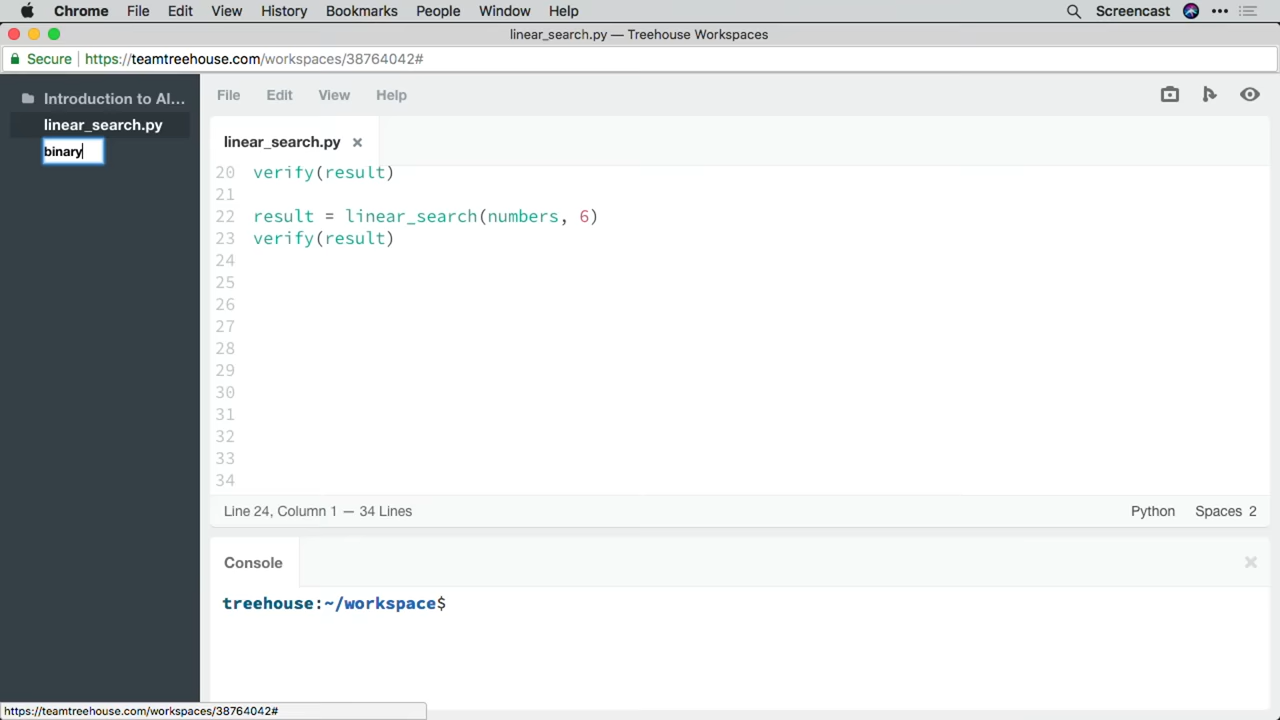 Chrome File Edit View History Bookmarks People Window Help Screencast
linear_search.py — Treehouse Workspaces
Secure https://teamtreehouse.com/workspaces/38764042#
Introduction to Al...
linear_search.py
binary
File Edit View Help
linear_search.py ×
20 verify(result)
21
22 result = linear_search(numbers, 6)
23 verify(result)
24
25
26
27
28
29
30
31
32
33
34
Line 24, Column 1 — 34 Lines Python Spaces 2
Console
treehouse:~/workspace$
https://teamtreehouse.com/workspaces/38764042#